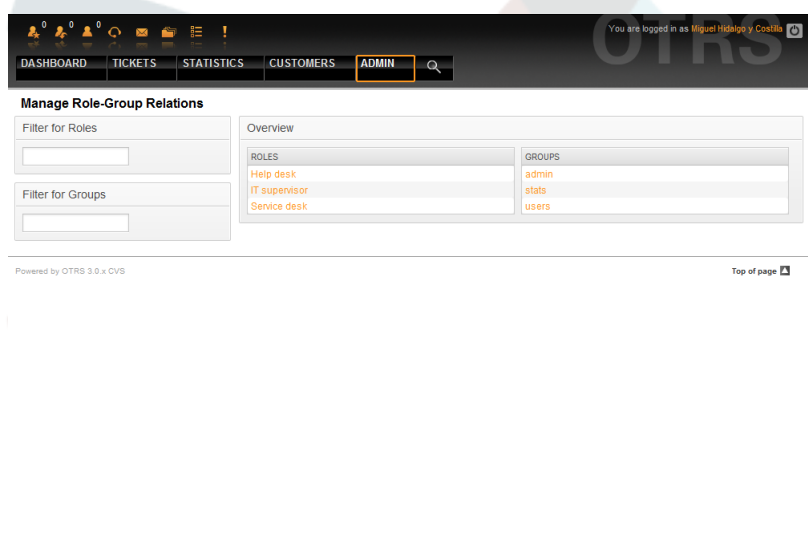 OTRS
0 0 0
You are logged in as Miguel Hidalgo y Costilla
DASHBOARD TICKETS STATISTICS CUSTOMERS ADMIN
Manage Role-Group Relations
Filter for Roles
Filter for Groups
Overview
ROLES GROUPS
Help desk admin
IT supervisor stats
Service desk users
Powered by OTRS 3.0.x CVS
Top of page